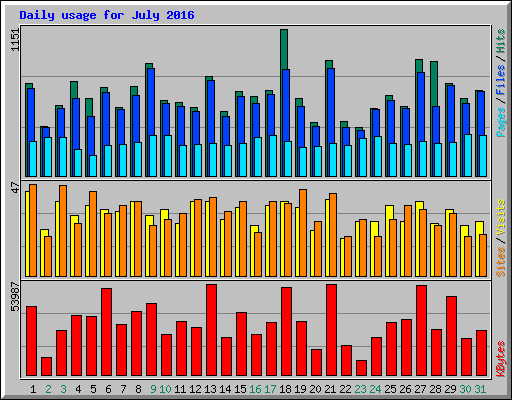 Daily usage for July 2016
1151
47
53987
Pages/Files/Hits
Sites/Visits
KBytes
1 2 3 4 5 6 7 8 9 10 11 12 13 14 15 16 17 18 19 20 21 22 23 24 25 26 27 28 29 30 31